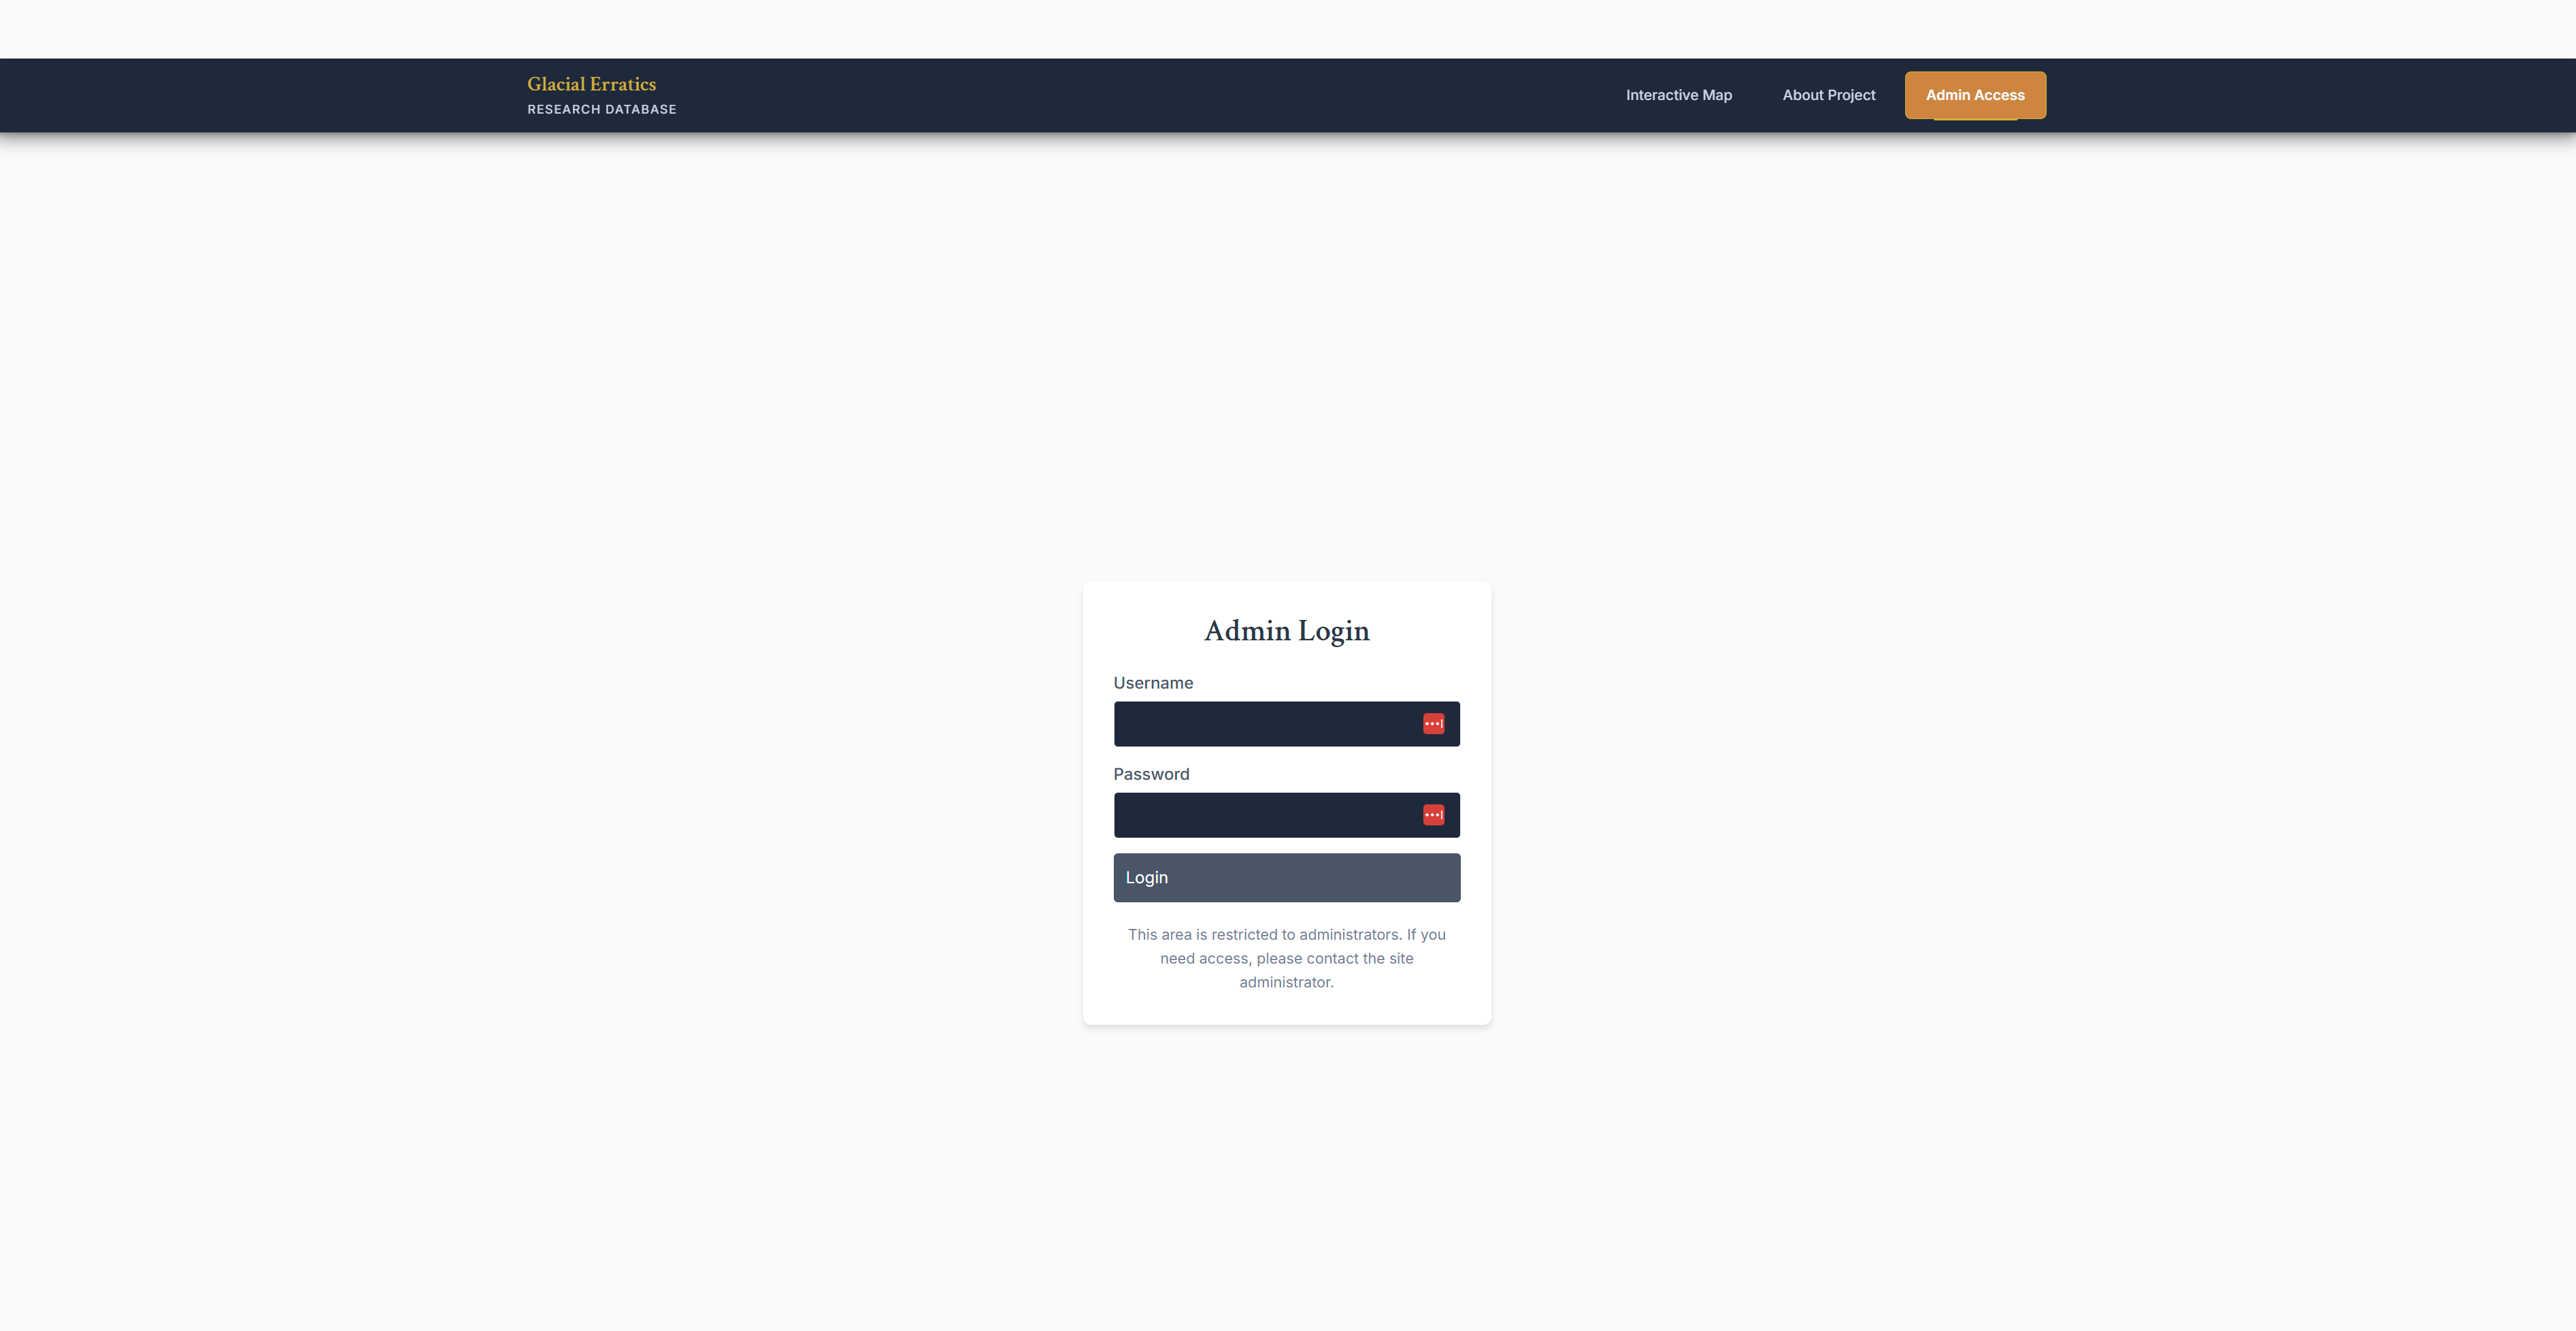 Glacial Erratics
RESEARCH DATABASE
Interactive Map
About Project
Admin Access
Admin Login
Username
Password
Login
This area is restricted to administrators. If you
need access, please contact the site
administrator.